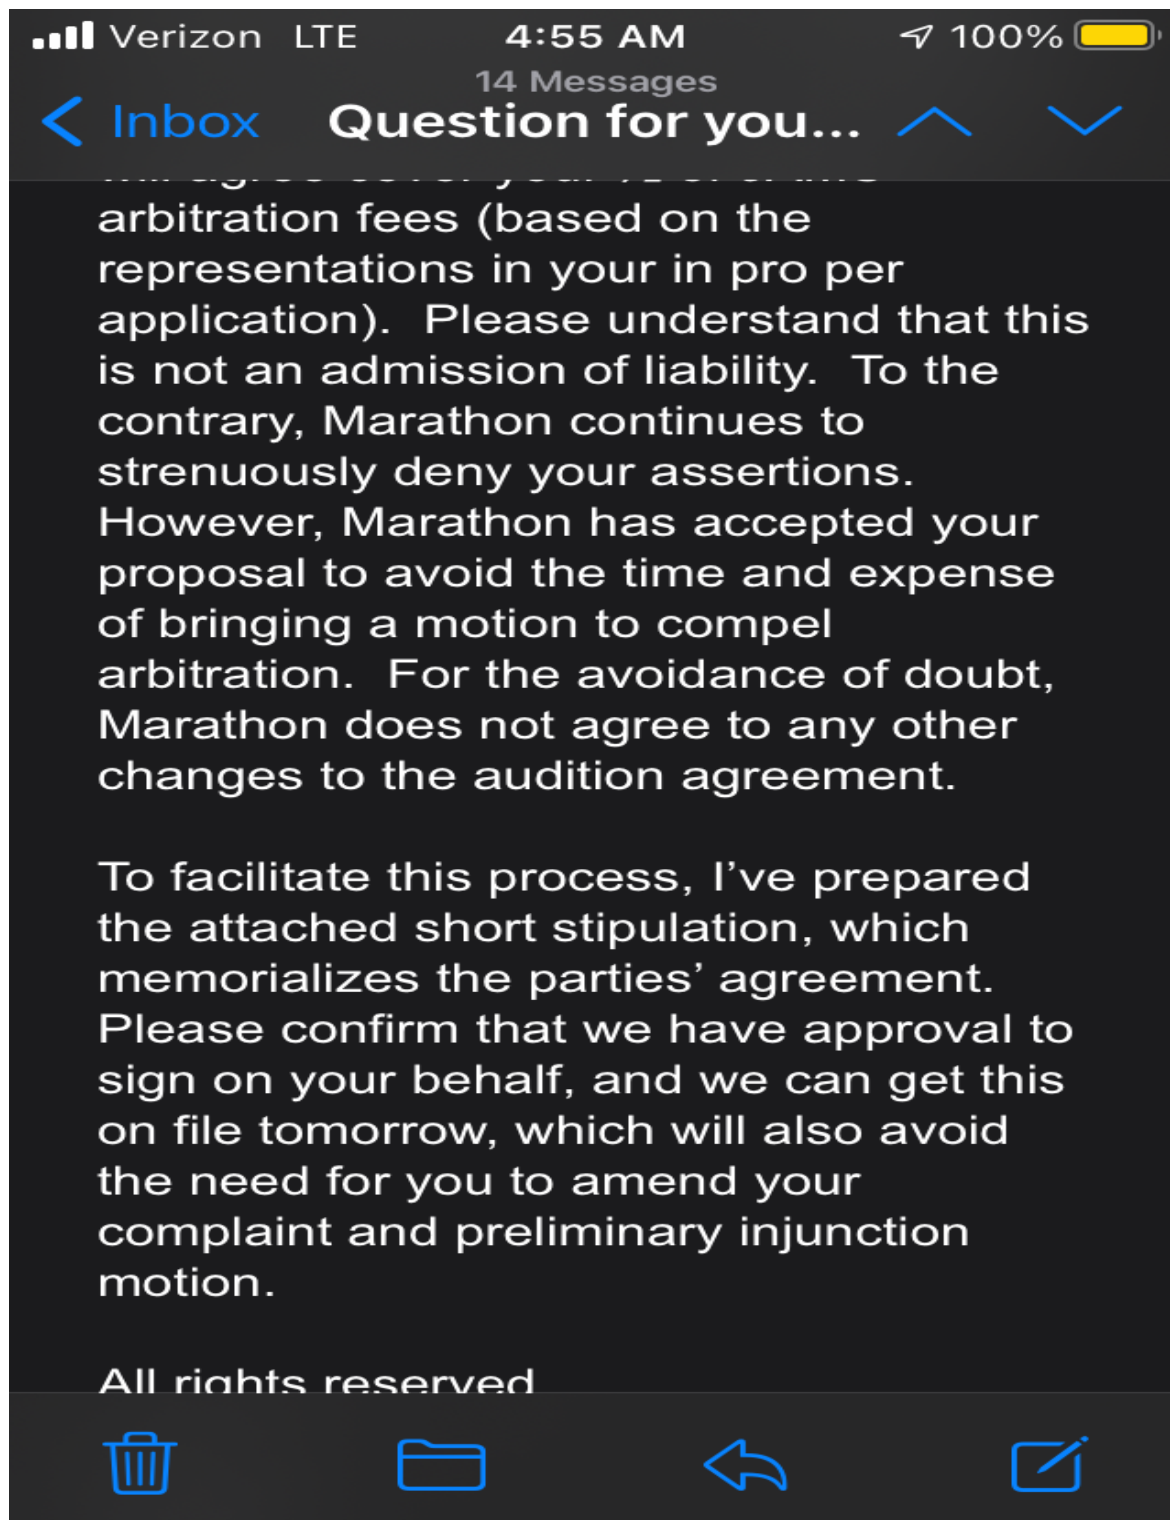 Verizon LTE 4:55 AM 100%
14 Messages
Inbox Question for you...
arbitration fees (based on the
representations in your in pro per
application).  Please understand that this
is not an admission of liability.  To the
contrary, Marathon continues to
strenuously deny your assertions.
However, Marathon has accepted your
proposal to avoid the time and expense
of bringing a motion to compel
arbitration.  For the avoidance of doubt,
Marathon does not agree to any other
changes to the audition agreement.
To facilitate this process, I’ve prepared
the attached short stipulation, which
memorializes the parties’ agreement.
Please confirm that we have approval to
sign on your behalf, and we can get this
on file tomorrow, which will also avoid
the need for you to amend your
complaint and preliminary injunction
motion.
All rights reserved